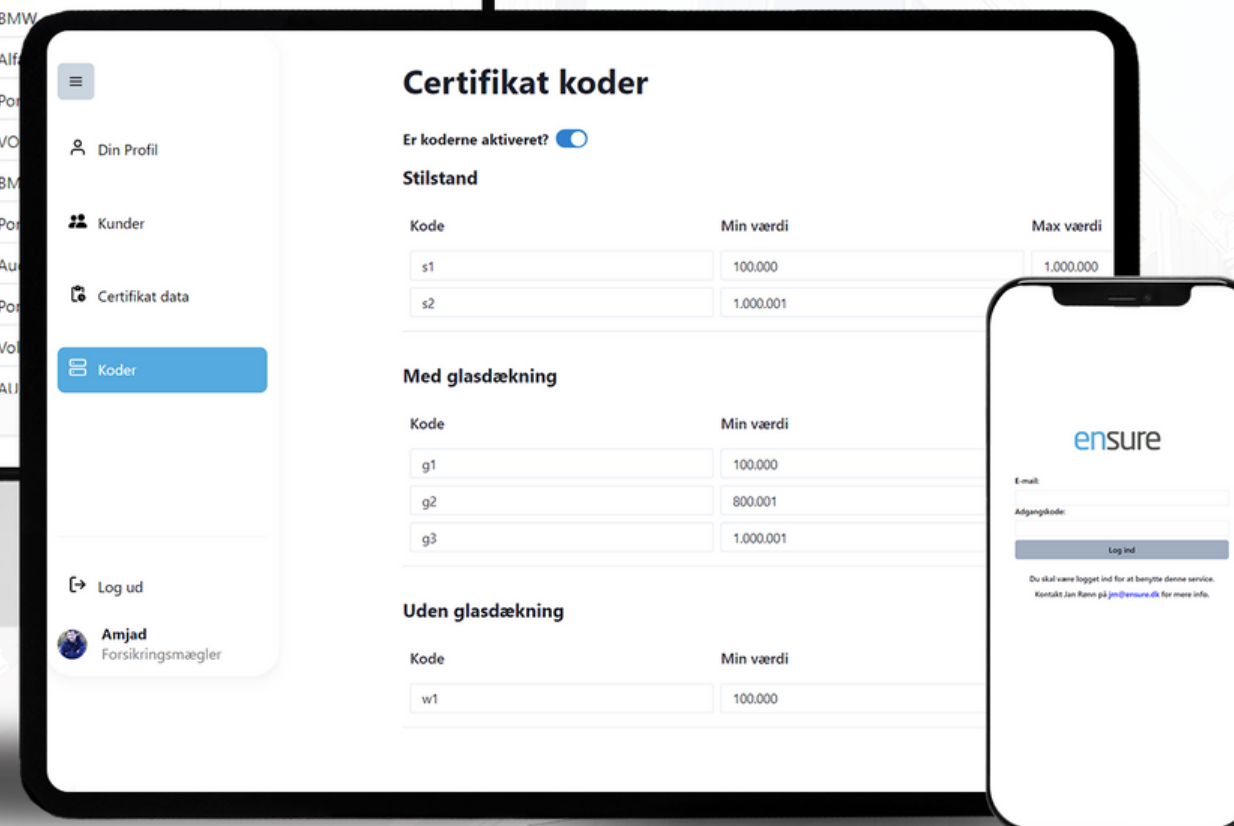 BMW
Din Profil
Kunder
Certifikat data
Koder
Log ud
Amjad
Forsikringsmægler
Certifikat koder
Er koderne aktiveret?
Stilstand
Kode Min værdi Max værdi
s1 100.000 1.000.000
s2 1.000.001
Med glasdækning
Kode Min værdi
g1 100.000
g2 800.001
g3 1.000.001
Uden glasdækning
Kode Min værdi
w1 100.000
ensure
E-mail:
Adgangskode:
Log ind
Du skal være logget ind for at benytte denne service.
Kontakt Jan Rønn på jm@ensure.dk for mere info.